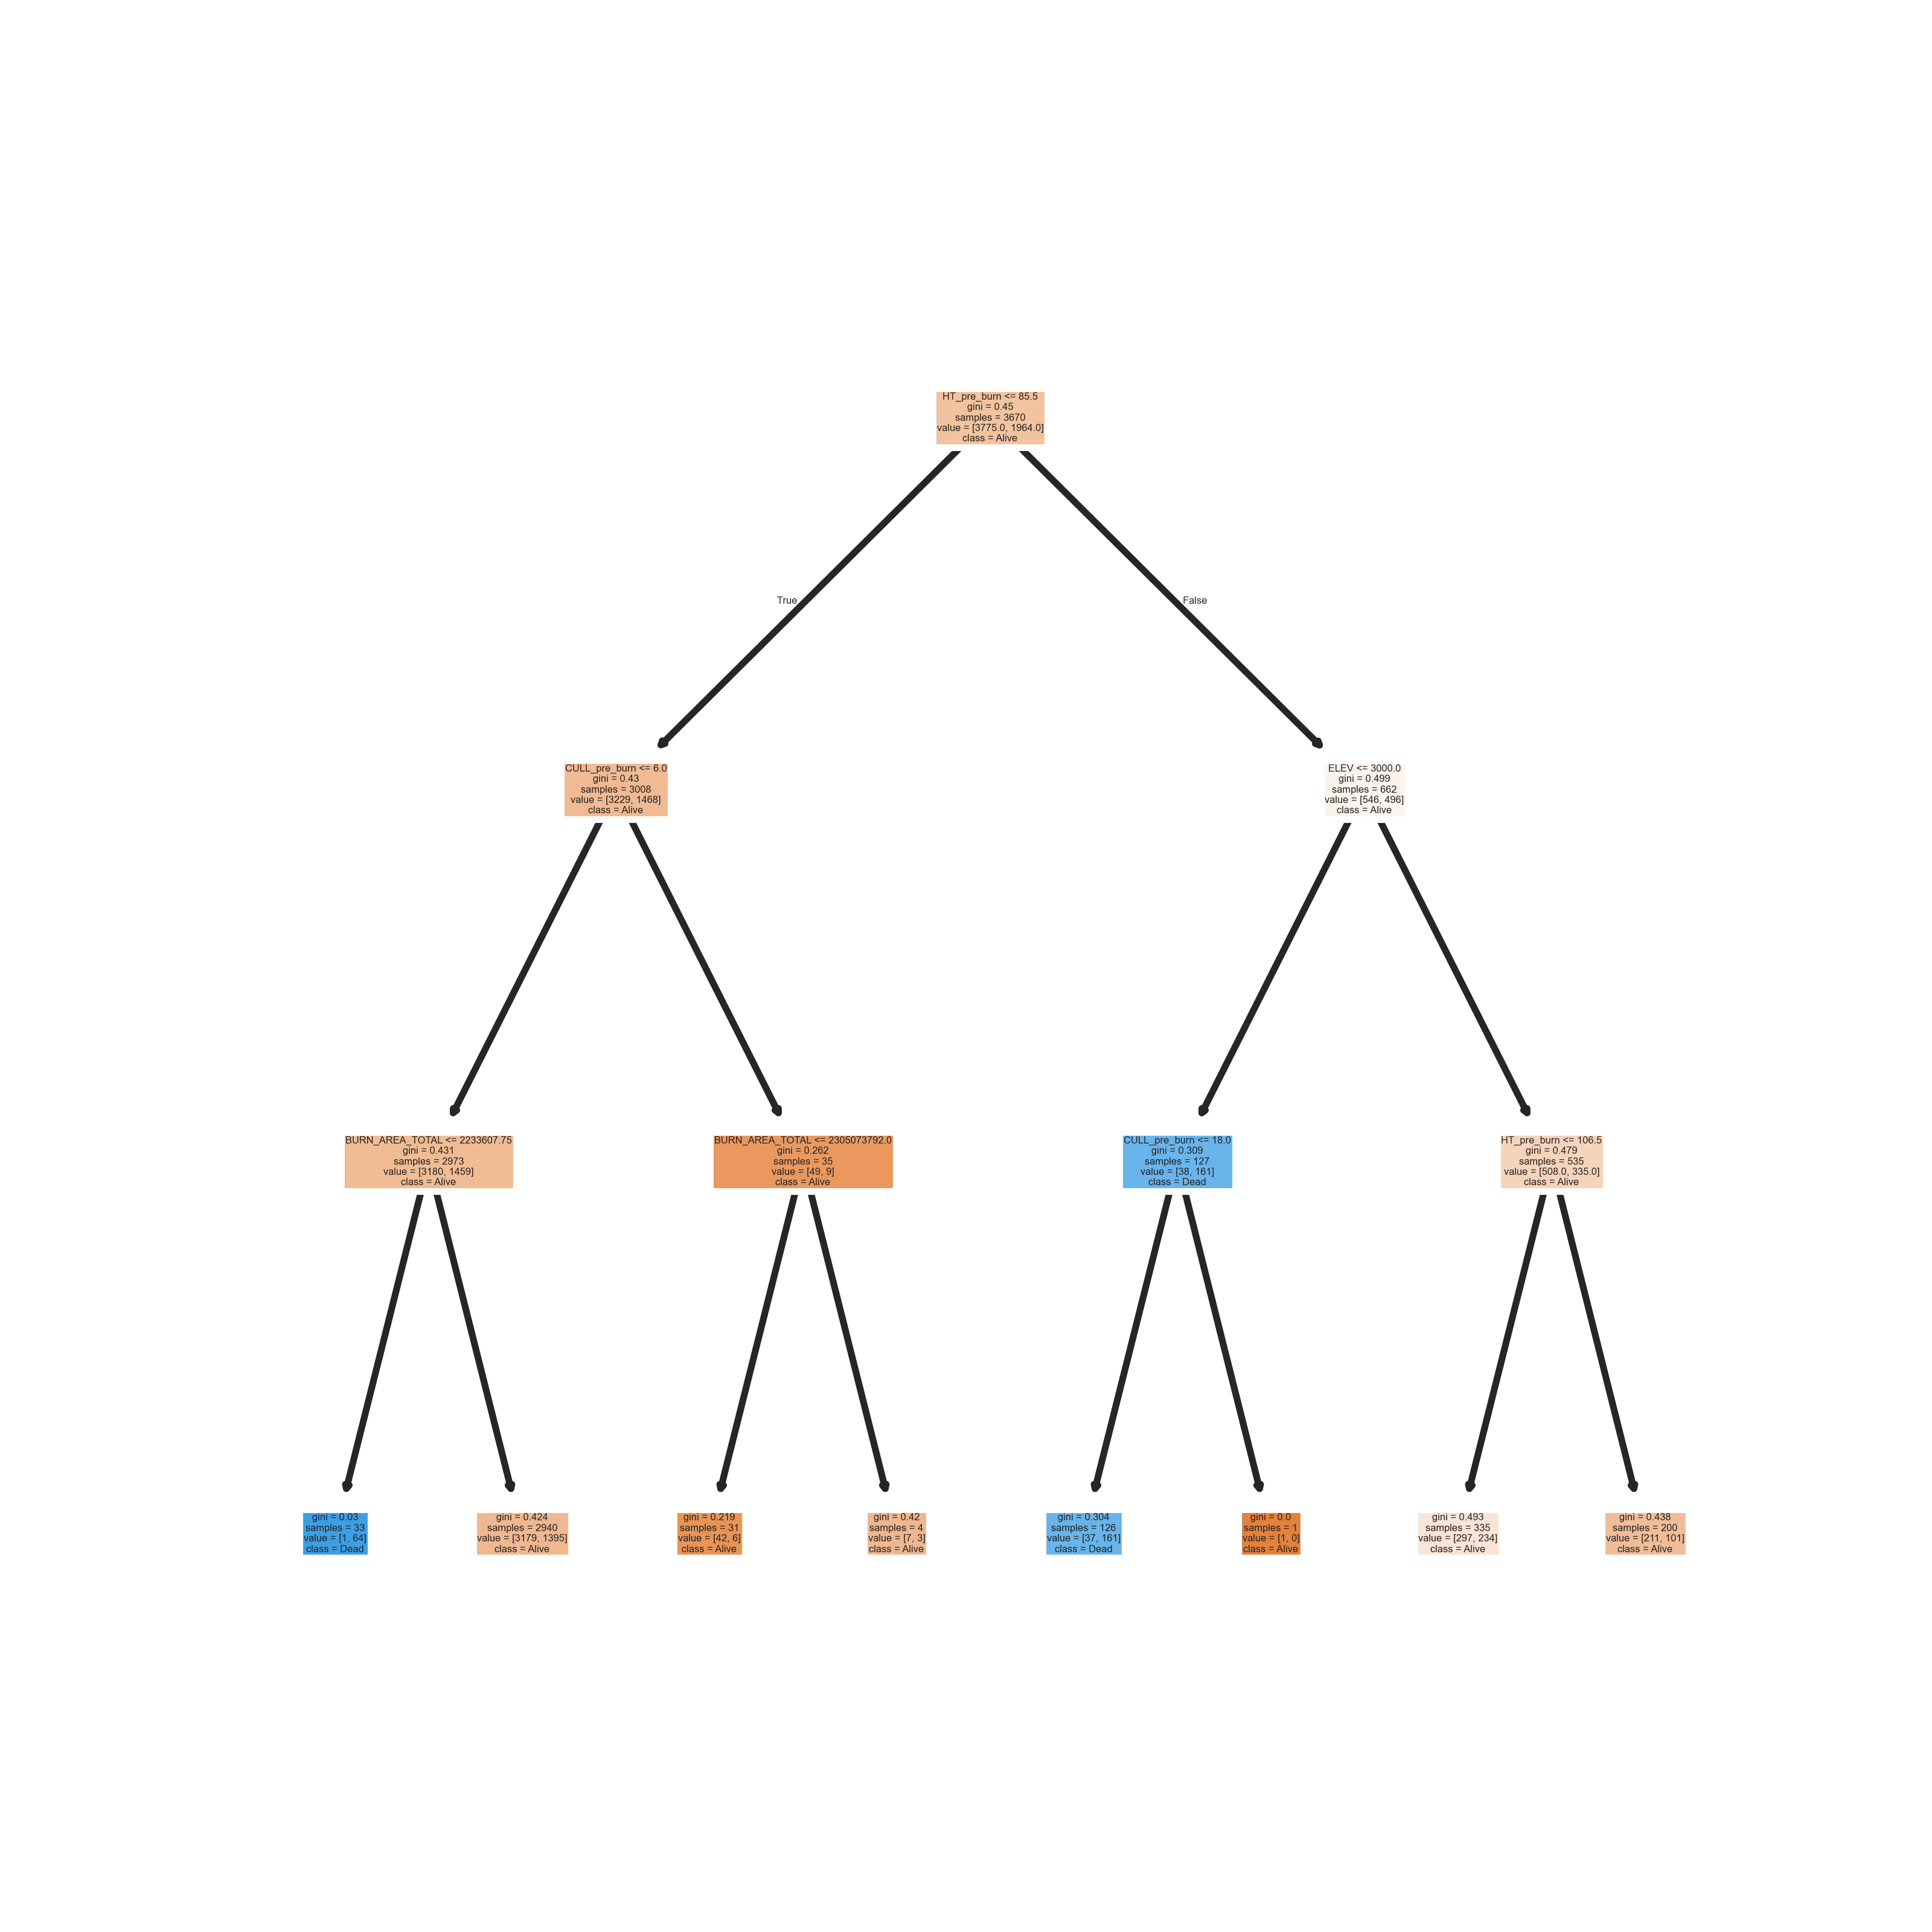 HT_pre_burn <= 85.5
gini = 0.45
samples = 3670
value = [3775.0, 1964.0]
class = Alive
True
False
CULL_pre_burn <= 6.0
gini = 0.43
samples = 3008
value = [3229, 1468]
class = Alive
ELEV <= 3000.0
gini = 0.499
samples = 662
value = [546, 496]
class = Alive
BURN_AREA_TOTAL <= 2233607.75
gini = 0.431
samples = 2973
value = [3180, 1459]
class = Alive
BURN_AREA_TOTAL <= 2305073792.0
gini = 0.262
samples = 35
value = [49, 9]
class = Alive
CULL_pre_burn <= 18.0
gini = 0.309
samples = 127
value = [38, 161]
class = Dead
HT_pre_burn <= 106.5
gini = 0.479
samples = 535
value = [508.0, 335.0]
class = Alive
gini = 0.03
samples = 33
value = [1, 64]
class = Dead
gini = 0.424
samples = 2940
value = [3179, 1395]
class = Alive
gini = 0.219
samples = 31
value = [42, 6]
class = Alive
gini = 0.42
samples = 4
value = [7, 3]
class = Alive
gini = 0.304
samples = 126
value = [37, 161]
class = Dead
gini = 0.0
samples = 1
value = [1, 0]
class = Alive
gini = 0.493
samples = 335
value = [297, 234]
class = Alive
gini = 0.438
samples = 200
value = [211, 101]
class = Alive